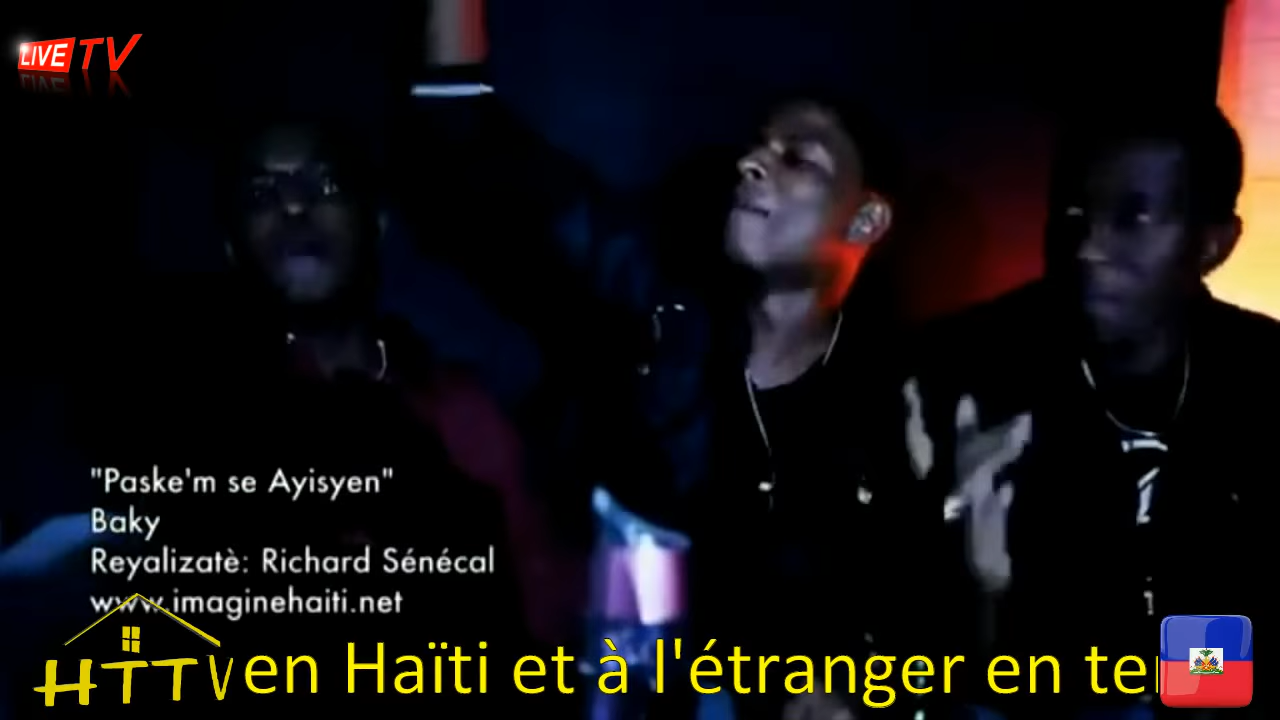 LIVE TV
"Paske'm se Ayisyen"
Baky
Reyalizatè: Richard Sénécal
www.imaginehaiti.net
HTTV
en Haïti et à l'étranger en te